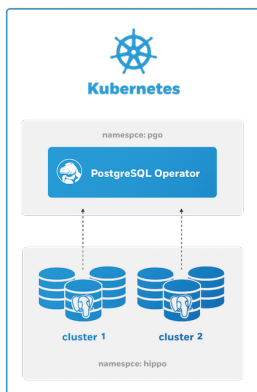 Kubernetes
namespce: pgo
PostgreSQL Operator
cluster 1
cluster 2
namespce: hippo